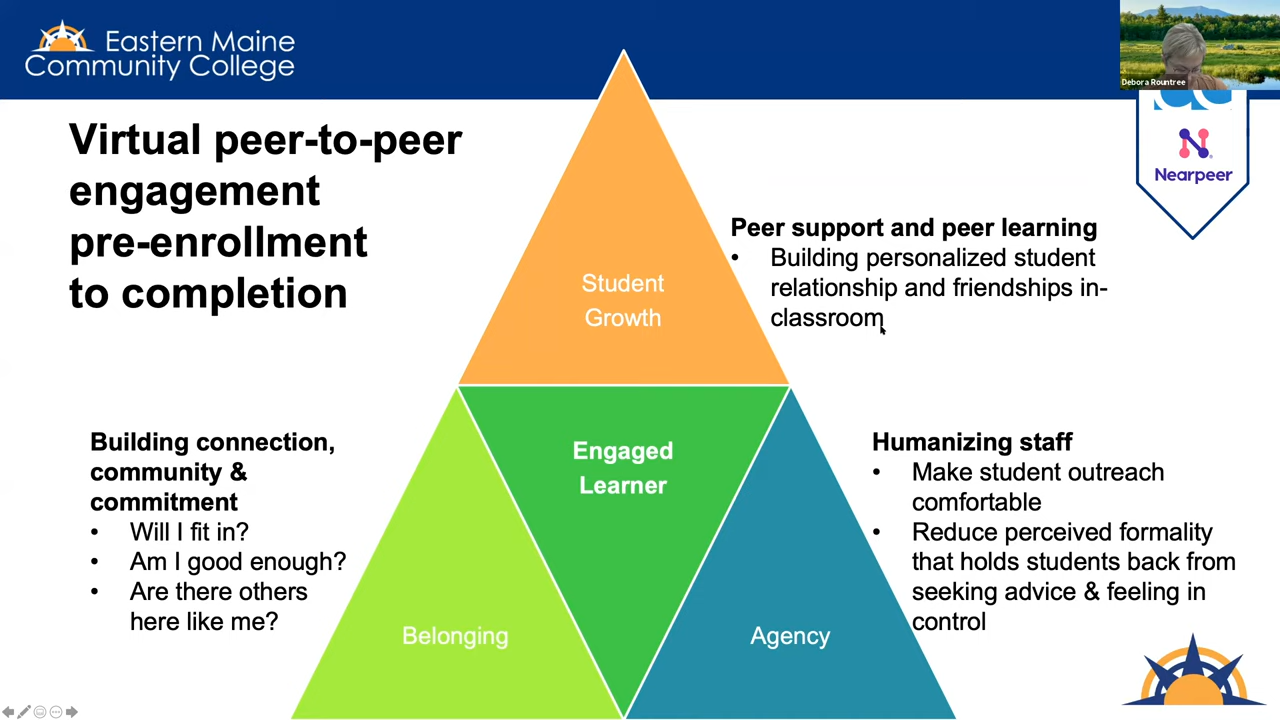 Eastern Maine
Community College
Debora Rountree
Nearpeer
Virtual peer-to-peer
engagement
pre-enrollment
to completion
Peer support and peer learning
• Building personalized student
relationship and friendships in-
classroom
Student
Growth
Building connection,
community &
commitment
• Will I fit in?
• Am I good enough?
• Are there others
here like me?
Engaged
Learner
Humanizing staff
• Make student outreach
comfortable
• Reduce perceived formality
that holds students back from
seeking advice & feeling in
control
Belonging
Agency